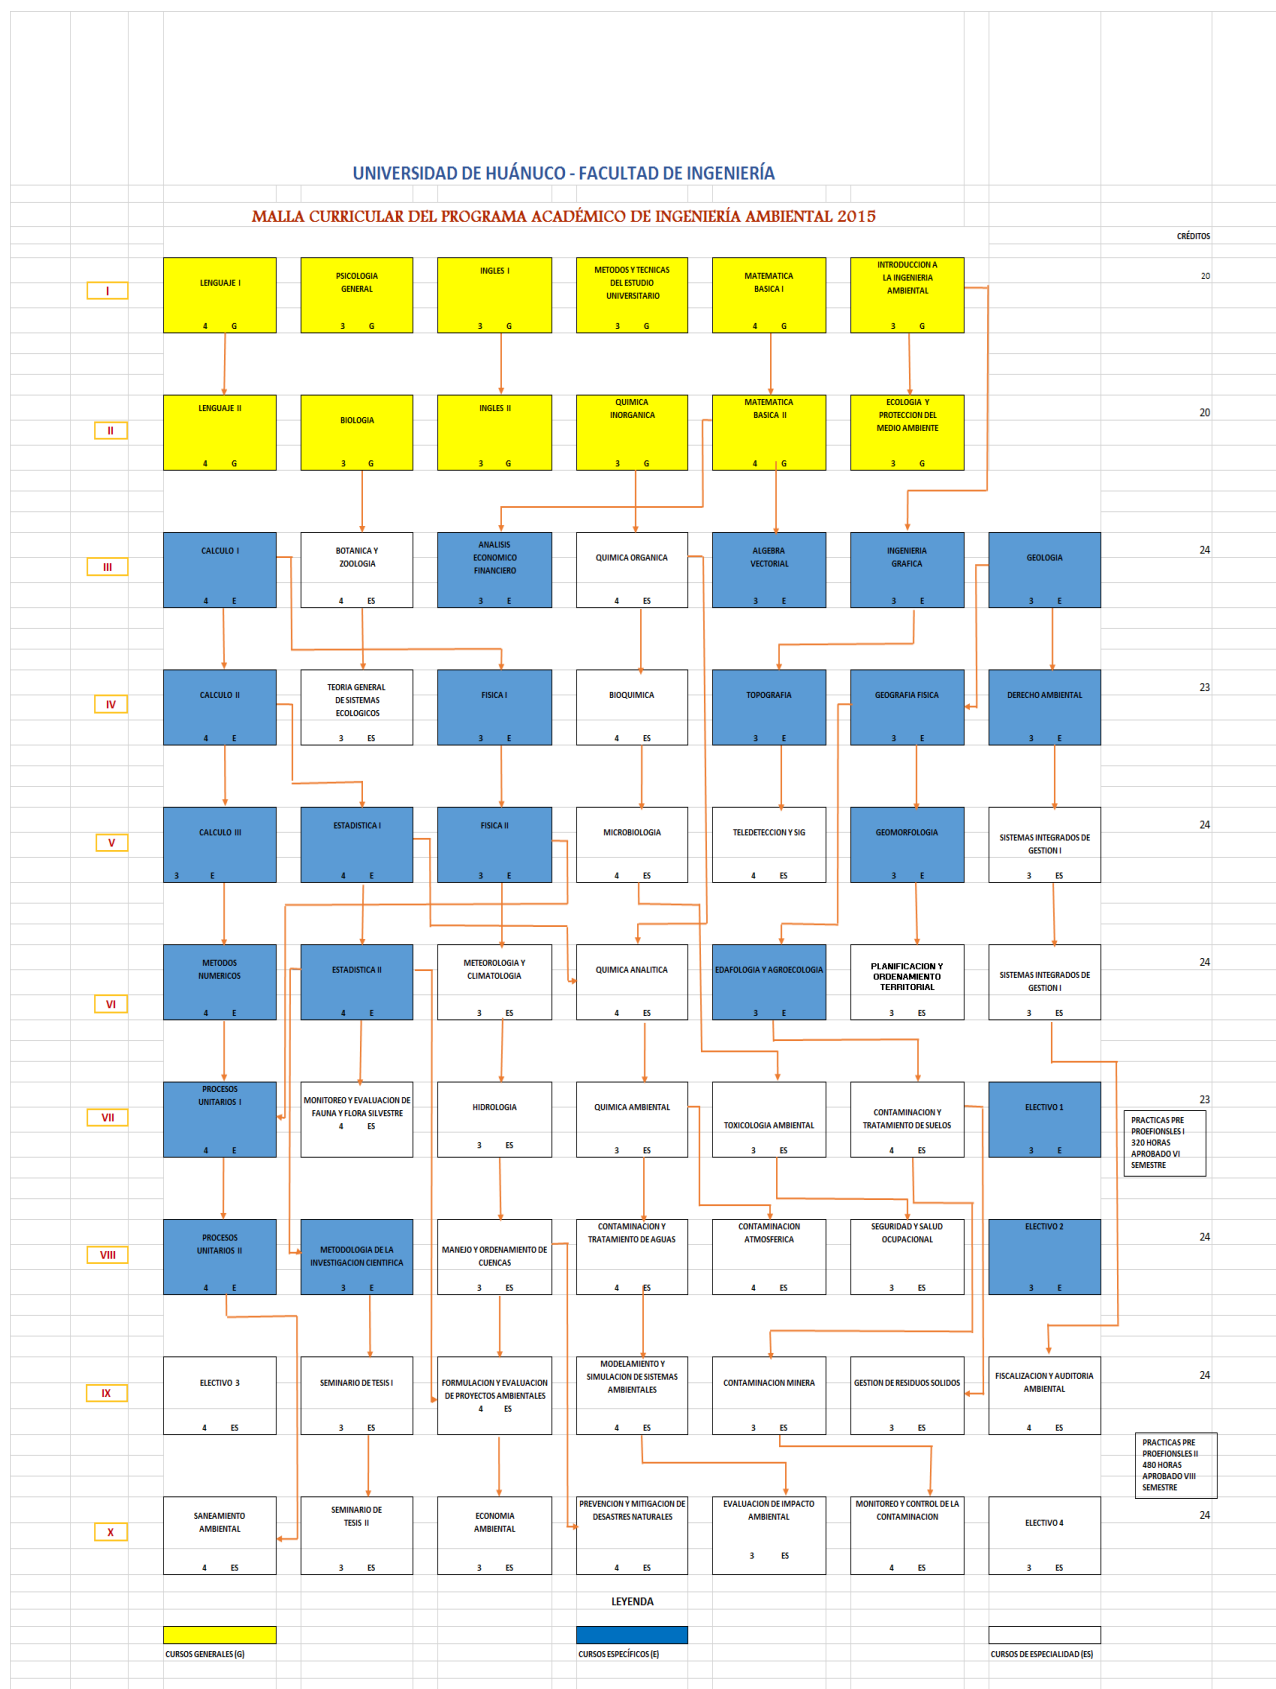 UNIVERSIDAD DE HUÁNUCO - FACULTAD DE INGENIERÍA
MALLA CURRICULAR DEL PROGRAMA ACADÉMICO DE INGENIERÍA AMBIENTAL 2015
CRÉDITOS
I
LENGUAJE I
4 G
PSICOLOGIA
GENERAL
3 G
INGLES I
3 G
METODOS Y TECNICAS
DEL ESTUDIO
UNIVERSITARIO
3 G
MATEMATICA
BASICA I
4 G
INTRODUCCION A
LA INGENIERIA
AMBIENTAL
3 G
20
II
LENGUAJE II
4 G
BIOLOGIA
3 G
INGLES II
3 G
QUIMICA
INORGANICA
3 G
MATEMATICA
BASICA II
4 G
ECOLOGIA Y
PROTECCION DEL
MEDIO AMBIENTE
3 G
20
III
CALCULO I
4 E
BOTANICA Y
ZOOLOGIA
4 ES
ANALISIS
ECONOMICO
FINANCIERO
3 E
QUIMICA ORGANICA
4 ES
ALGEBRA
VECTORIAL
3 E
INGENIERIA
GRAFICA
3 E
GEOLOGIA
3 E
24
IV
CALCULO II
4 E
TEORIA GENERAL
DE SISTEMAS
ECOLOGICOS
3 ES
FISICA I
3 E
BIOQUIMICA
4 ES
TOPOGRAFIA
3 E
GEOGRAFIA FISICA
3 E
DERECHO AMBIENTAL
3 E
23
V
CALCULO III
3 E
ESTADISTICA I
4 E
FISICA II
3 E
MICROBIOLOGIA
4 ES
TELEDETECCION Y SIG
4 ES
GEOMORFOLOGIA
3 E
SISTEMAS INTEGRADOS DE
GESTION I
3 ES
24
VI
METODOS
NUMERICOS
4 E
ESTADISTICA II
4 E
METEOROLOGIA Y
CLIMATOLOGIA
3 ES
QUIMICA ANALITICA
4 ES
EDAFOLOGIA Y AGROECOLOGIA
3 E
PLANIFICACION Y
ORDENAMIENTO
TERRITORIAL
3 ES
SISTEMAS INTEGRADOS DE
GESTION I
3 ES
24
VII
PROCESOS
UNITARIOS I
4 E
MONITOREO Y EVALUACION DE
FAUNA Y FLORA SILVESTRE
4 ES
HIDROLOGIA
3 ES
QUIMICA AMBIENTAL
3 ES
TOXICOLOGIA AMBIENTAL
3 ES
CONTAMINACION Y
TRATAMIENTO DE SUELOS
4 ES
ELECTIVO 1
3 E
23
PRACTICAS PRE
PROEFIONSLES I
320 HORAS
APROBADO VI
SEMESTRE
VIII
PROCESOS
UNITARIOS II
4 E
METODOLOGIA DE LA
INVESTIGACION CIENTIFICA
3 E
MANEJO Y ORDENAMIENTO DE
CUENCAS
3 ES
CONTAMINACION Y
TRATAMIENTO DE AGUAS
4 ES
CONTAMINACION
ATMOSFERICA
4 ES
SEGURIDAD Y SALUD
OCUPACIONAL
3 ES
ELECTIVO 2
3 E
24
IX
ELECTIVO 3
4 ES
SEMINARIO DE TESIS I
3 ES
FORMULACION Y EVALUACION
DE PROYECTOS AMBIENTALES
4 ES
MODELAMIENTO Y
SIMULACION DE SISTEMAS
AMBIENTALES
4 ES
CONTAMINACION MINERA
3 ES
GESTION DE RESIDUOS SOLIDOS
3 ES
FISCALIZACION Y AUDITORIA
AMBIENTAL
4 ES
24
PRACTICAS PRE
PROEFIONSLES II
480 HORAS
APROBADO VIII
SEMESTRE
X
SANEAMIENTO
AMBIENTAL
4 ES
SEMINARIO DE
TESIS II
3 ES
ECONOMIA
AMBIENTAL
3 ES
PREVENCION Y MITIGACION DE
DESASTRES NATURALES
4 ES
EVALUACION DE IMPACTO
AMBIENTAL
3 ES
MONITOREO Y CONTROL DE LA
CONTAMINACION
4 ES
ELECTIVO 4
3 ES
24
LEYENDA
CURSOS GENERALES (G)
CURSOS ESPECÍFICOS (E)
CURSOS DE ESPECIALIDAD (ES)